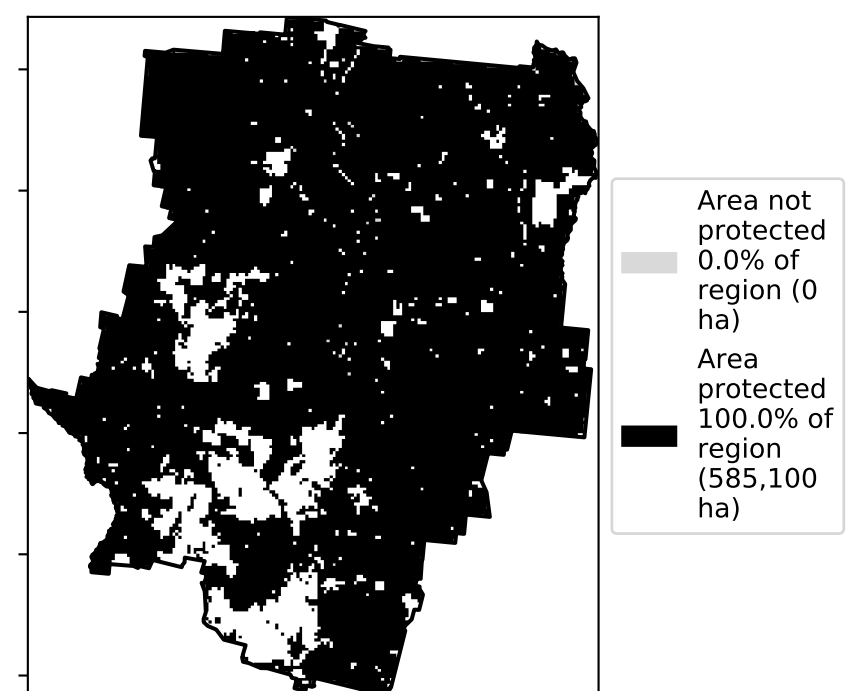 Area not
protected
0.0% of
region (0
ha)
Area
protected
100.0% of
region
(585,100
ha)